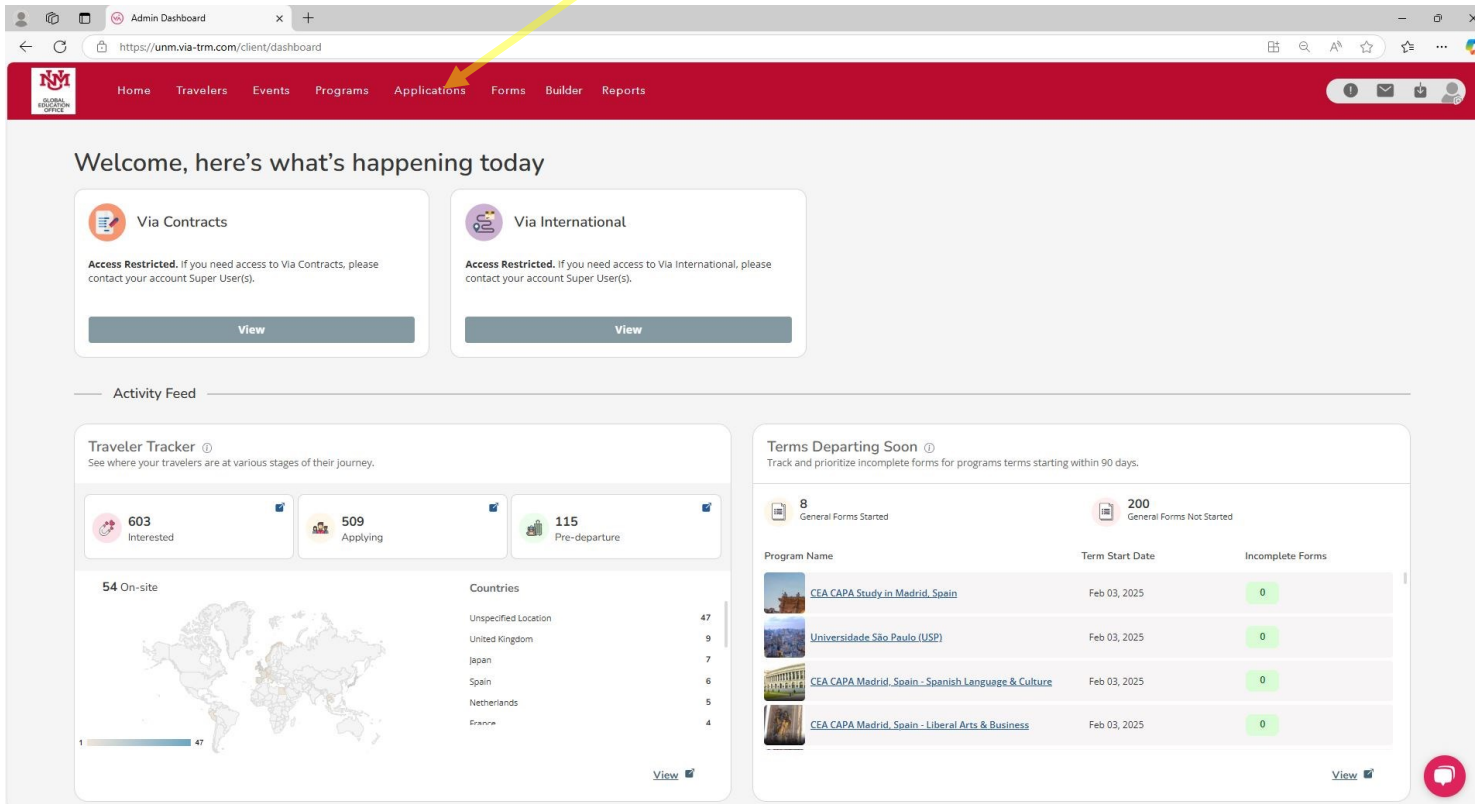 Admin Dashboard
https://unm.via-trm.com/client/dashboard
NM
GLOBAL EDUCATION OFFICE
Home Travelers Events Programs Applications Forms Builder Reports
Welcome, here's what's happening today
Via Contracts
Access Restricted. If you need access to Via Contracts, please
contact your account Super User(s).
View
Via International
Access Restricted. If you need access to Via International, please
contact your account Super User(s).
View
Activity Feed
Traveler Tracker
See where your travelers are at various stages of their journey.
603
Interested
509
Applying
115
Pre-departure
54 On-site
1 47
Countries
Unspecified Location 47
United Kingdom 9
Japan 7
Spain 6
Netherlands 5
France 4
View
Terms Departing Soon
Track and prioritize incomplete forms for programs terms starting within 90 days.
8
General Forms Started
200
General Forms Not Started
Program Name Term Start Date Incomplete Forms
CEA CAPA Study in Madrid, Spain Feb 03, 2025 0
Universidade São Paulo (USP) Feb 03, 2025 0
CEA CAPA Madrid, Spain - Spanish Language & Culture Feb 03, 2025 0
CEA CAPA Madrid, Spain - Liberal Arts & Business Feb 03, 2025 0
View